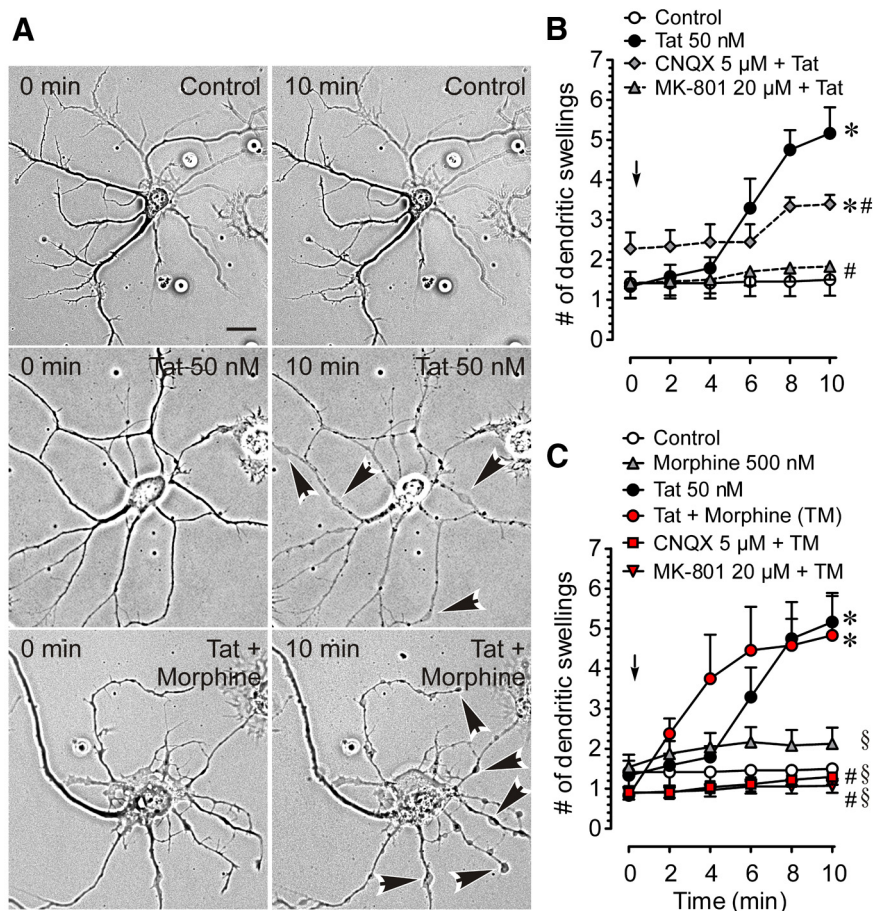 A
0 min Control
10 min
Control
0 min Tat 50 nM
10 min
Tat 50 nM
0 min Tat +
Morphine
10 min
Tat +
Morphine
B
Control
Tat 50 nM
CNQX 5 µM + Tat
MK-801 20 µM + Tat
# of dendritic swellings
7
6
5
4
3
2
1
0
*
*#
#
0 2 4 6 8 10
C
Control
Morphine 500 nM
Tat 50 nM
Tat + Morphine (TM)
CNQX 5 µM + TM
MK-801 20 µM + TM
# of dendritic swellings
7
6
5
4
3
2
1
0
*
*
§
#§
#§
0 2 4 6 8 10
Time (min)